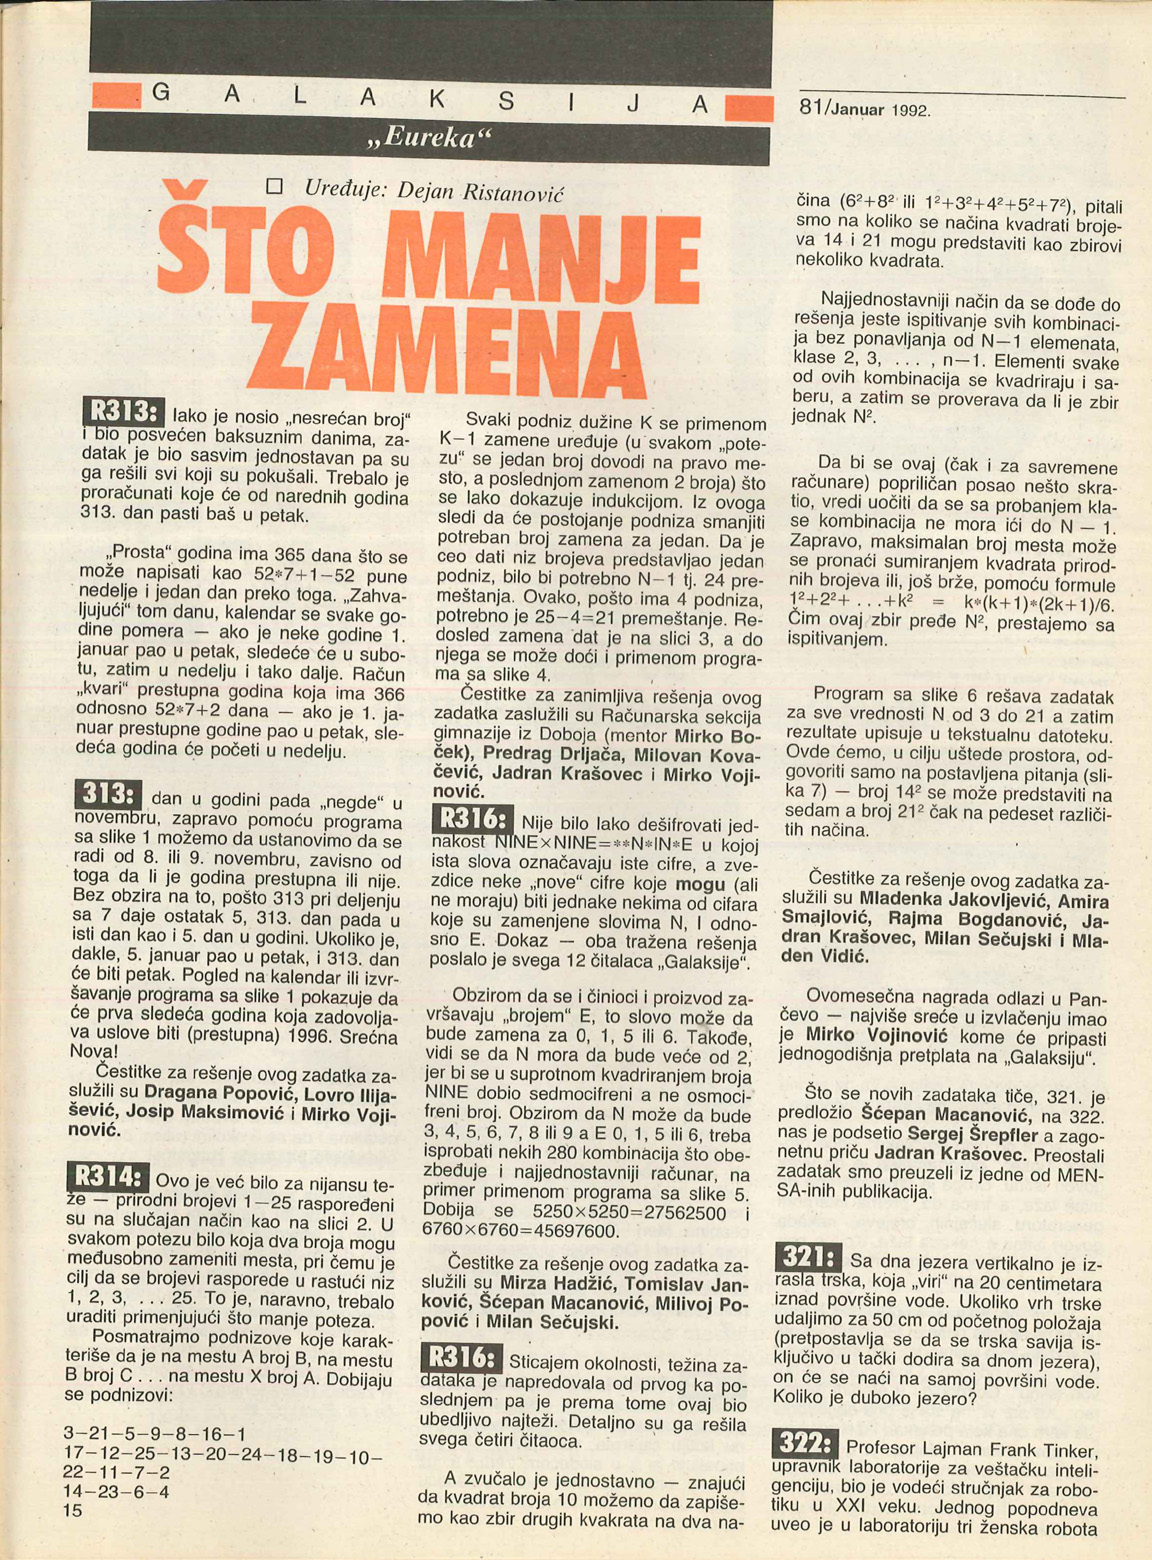 GALAKSIJA
„Eureka“
81/Januar 1992.
□ Uređuje: Dejan Ristanović
ŠTO MANJE
ZAMENA
R313: Iako je nosio „nesrećan broj“
i bio posvećen baksuznim danima, za-
datak je bio sasvim jednostavan pa su
ga rešili svi koji su pokušali. Trebalo je
proračunati koje će od narednih godina
313. dan pasti baš u petak.
„Prosta“ godina ima 365 dana što se
može napisati kao 52*7+1—52 pune
nedelje i jedan dan preko toga. „Zahva-
ljujući“ tom danu, kalendar se svake go-
dine pomera — ako je neke godine 1.
januar pao u petak, sledeće će u subo-
tu, zatim u nedelju i tako dalje. Račun
„kvari“ prestupna godina koja ima 366
odnosno 52*7+2 dana — ako je 1. ja-
nuar prestupne godine pao u petak, sle-
deća godina će početi u nedelju.
313: dan u godini pada „negde“ u
novembru, zapravo pomoću programa
sa slike 1 možemo da ustanovimo da se
radi od 8. ili 9. novembru, zavisno od
toga da li je godina prestupna ili nije.
Bez obzira na to, pošto 313 pri deljenju
sa 7 daje ostatak 5, 313. dan pada u
isti dan kao i 5. dan u godini. Ukoliko je,
dakle, 5. januar pao u petak, i 313. dan
će biti petak. Pogled na kalendar ili izvr-
šavanje programa sa slike 1 pokazuje da
će prva sledeća godina koja zadovolja-
va uslove biti (prestupna) 1996. Srećna
Nova!
Čestitke za rešenje ovog zadatka za-
služili su Dragana Popović, Lovro Ilija-
šević, Josip Maksimović i Mirko Voji-
nović.
R314: Ovo je već bilo za nijansu te-
že — prirodni brojevi 1—25 raspoređeni
su na slučajan način kao na slici 2. U
svakom potezu bilo koja dva broja mogu
međusobno zameniti mesta, pri čemu je
cilj da se brojevi rasporede u rastući niz
1, 2, 3, ... 25. To je, naravno, trebalo
uraditi primenjujući što manje poteza.
Posmatrajmo podnizove koje karak-
teriše da je na mestu A broj B, na mestu
B broj C ... na mestu X broj A. Dobijaju
se podnizovi:
3—21—5—9—8—16—1
17—12—25—13—20—24—18—19—10—
22—11—7—2
14—23—6—4
15
Svaki podniz dužine K se primenom
K—1 zamene uređuje (u svakom „pote-
zu“ se jedan broj dovodi na pravo me-
sto, a poslednjom zamenom 2 broja) što
se lako dokazuje indukcijom. Iz ovoga
sledi da će postojanje podniza smanjiti
potreban broj zamena za jedan. Da je
ceo dati niz brojeva predstavljao jedan
podniz, bilo bi potrebno N—1 tj. 24 pre-
meštanja. Ovako, pošto ima 4 podniza,
potrebno je 25—4=21 premeštanje. Re-
dosled zamena dat je na slici 3, a do
njega se može doći i primenom progra-
ma sa slike 4.
Čestitke za zanimljiva rešenja ovog
zadatka zaslužili su Računarska sekcija
gimnazije iz Doboja (mentor Mirko Bo-
ček), Predrag Drljača, Milovan Kova-
čević, Jadran Krašovec i Mirko Voji-
nović.
R316: Nije bilo lako dešifrovati jed-
nakost NINE×NINE=**N*IN*E u kojoj
ista slova označavaju iste cifre, a zve-
zdice neke „nove“ cifre koje mogu (ali
ne moraju) biti jednake nekima od cifara
koje su zamenjene slovima N, I odno-
sno E. Dokaz — oba tražena rešenja
poslalo je svega 12 čitalaca „Galaksije“.
Obzirom da se i činioci i proizvod za-
vršavaju „brojem“ E, to slovo može da
bude zamena za 0, 1, 5 ili 6. Takođe,
vidi se da N mora da bude veće od 2,
jer bi se u suprotnom kvadriranjem broja
NINE dobio sedmocifreni a ne osmoci-
freni broj. Obzirom da N može da bude
3, 4, 5, 6, 7, 8 ili 9 a E 0, 1, 5 ili 6, treba
isprobati nekih 280 kombinacija što obe-
zbeđuje i najjednostavniji računar, na
primer primenom programa sa slike 5.
Dobija se 5250×5250=27562500 i
6760×6760=45697600.
Čestitke za rešenje ovog zadatka za-
služili su Mirza Hadžić, Tomislav Jan-
ković, Šćepan Macanović, Milivoj Po-
pović i Milan Sečujski.
R316: Sticajem okolnosti, težina za-
dataka je napredovala od prvog ka po-
slednjem pa je prema tome ovaj bio
ubedljivo najteži. Detaljno su ga rešila
svega četiri čitaoca.
A zvučalo je jednostavno — znajući
da kvadrat broja 10 možemo da zapiše-
mo kao zbir drugih kvakrata na dva na-
čina (6²+8² ili 1²+3²+4²+5²+7²), pitali
smo na koliko se načina kvadrati broje-
va 14 i 21 mogu predstaviti kao zbirovi
nekoliko kvadrata.
Najjednostavniji način da se dođe do
rešenja jeste ispitivanje svih kombinaci-
ja bez ponavljanja od N—1 elemenata,
klase 2, 3, ... , n—1. Elementi svake
od ovih kombinacija se kvadriraju i sa-
beru, a zatim se proverava da li je zbir
jednak N².
Da bi se ovaj (čak i za savremene
računare) popriličan posao nešto skra-
tio, vredi uočiti da se sa probanjem kla-
se kombinacija ne mora ići do N — 1.
Zapravo, maksimalan broj mesta može
se pronaći sumiranjem kvadrata prirod-
nih brojeva ili, još brže, pomoću formule
1²+2²+ ...+k² = k*(k+1)*(2k+1)/6.
Čim ovaj zbir pređe N², prestajemo sa
ispitivanjem.
Program sa slike 6 rešava zadatak
za sve vrednosti N od 3 do 21 a zatim
rezultate upisuje u tekstualnu datoteku.
Ovde ćemo, u cilju uštede prostora, od-
govoriti samo na postavljena pitanja (sli-
ka 7) — broj 14² se može predstaviti na
sedam a broj 21² čak na pedeset različi-
tih načina.
Čestitke za rešenje ovog zadatka za-
služili su Mladenka Jakovljević, Amira
Smajlović, Rajma Bogdanović, Ja-
dran Krašovec, Milan Sečujski i Mla-
den Vidić.
Ovomesečna nagrada odlazi u Pan-
čevo — najviše sreće u izvlačenju imao
je Mirko Vojinović kome će pripasti
jednogodišnja pretplata na „Galaksiju“.
Što se novih zadataka tiče, 321. je
predložio Šćepan Macanović, na 322.
nas je podsetio Sergej Šrepfler a zago-
netnu priču Jadran Krašovec. Preostali
zadatak smo preuzeli iz jedne od MEN-
SA-inih publikacija.
321: Sa dna jezera vertikalno je iz-
rasla trska, koja „viri“ na 20 centimetara
iznad površine vode. Ukoliko vrh trske
udaljimo za 50 cm od početnog položaja
(pretpostavlja se da se trska savija is-
ključivo u tački dodira sa dnom jezera),
on će se naći na samoj površini vode.
Koliko je duboko jezero?
322: Profesor Lajman Frank Tinker,
upravnik laboratorije za veštačku inteli-
genciju, bio je vodeći stručnjak za robo-
tiku u XXI veku. Jednog popodneva
uveo je u laboratoriju tri ženska robota